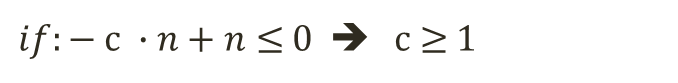 if: − c · n + n ≤ 0 ➔ c ≥ 1